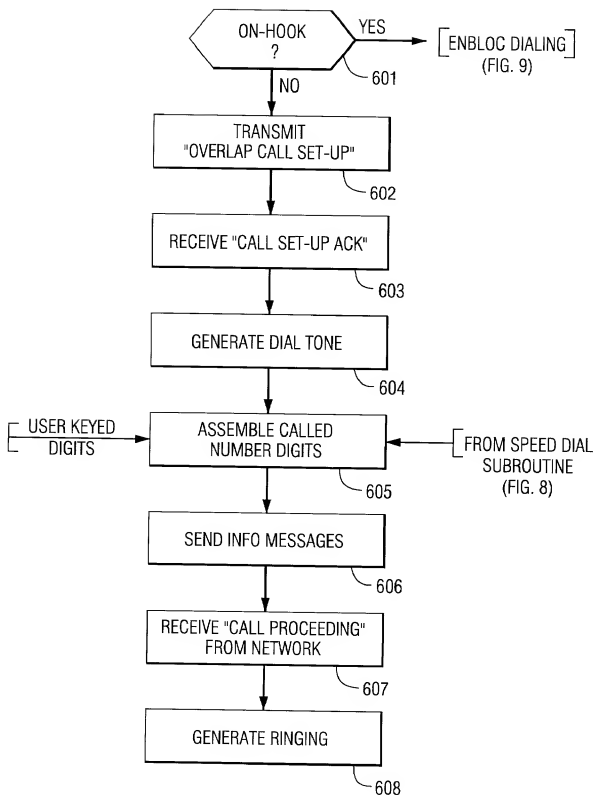 ON-HOOK
?
YES
[ENBLOC DIALING]
(FIG. 9)
601
NO
TRANSMIT
"OVERLAP CALL SET-UP"
602
RECEIVE "CALL SET-UP ACK"
603
GENERATE DIAL TONE
604
USER KEYED
DIGITS
ASSEMBLE CALLED
NUMBER DIGITS
FROM SPEED DIAL
SUBROUTINE
(FIG. 8)
605
SEND INFO MESSAGES
606
RECEIVE "CALL PROCEEDING"
FROM NETWORK
607
GENERATE RINGING
608